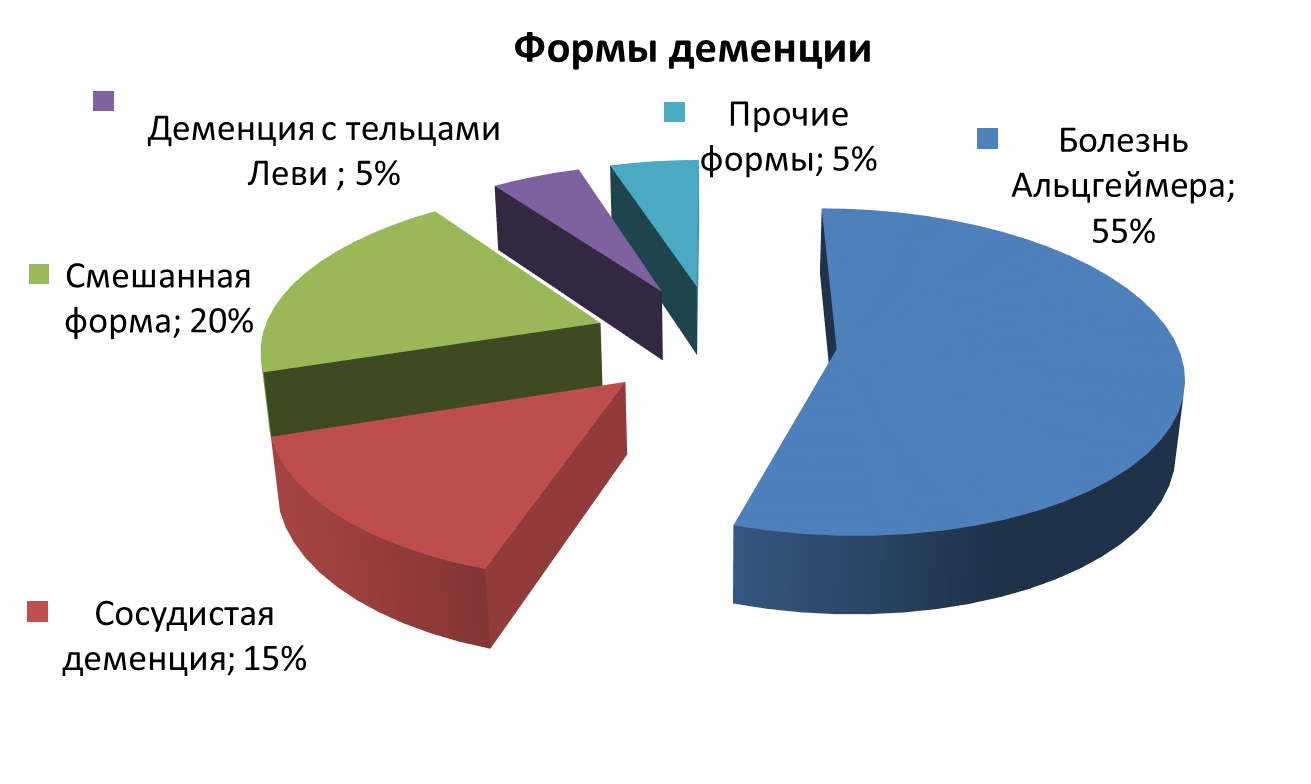 Формы деменции
Деменция с тельцами
Леви ; 5%
Прочие
формы; 5%
Болезнь
Альцгеймера;
55%
Смешанная
форма; 20%
Сосудистая
деменция; 15%